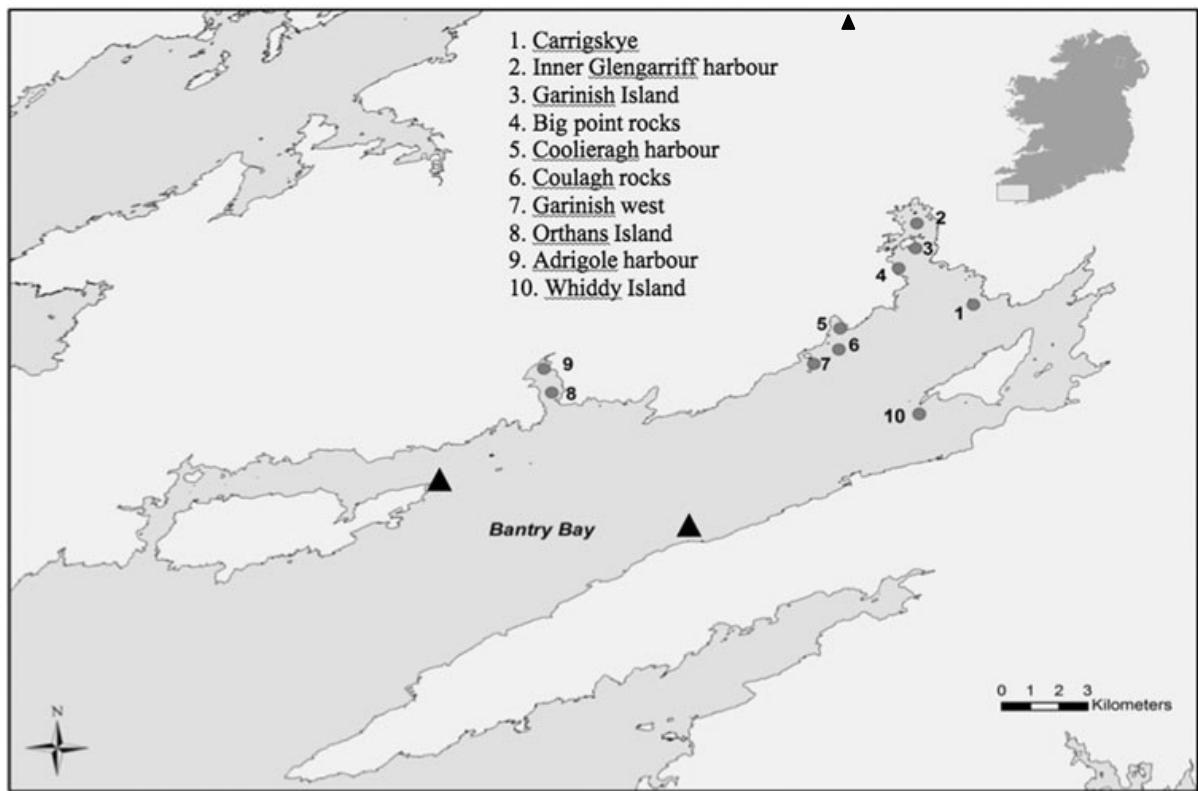 1. Carrigskye
2. Inner Glengarriff harbour
3. Garinish Island
4. Big point rocks
5. Coolieragh harbour
6. Coulagh rocks
7. Garinish west
8. Orthans Island
9. Adrigole harbour
10. Whiddy Island
2
3
4
1
5
6
7
9
8
10
Bantry Bay
N
0 1 2 3
Kilometers